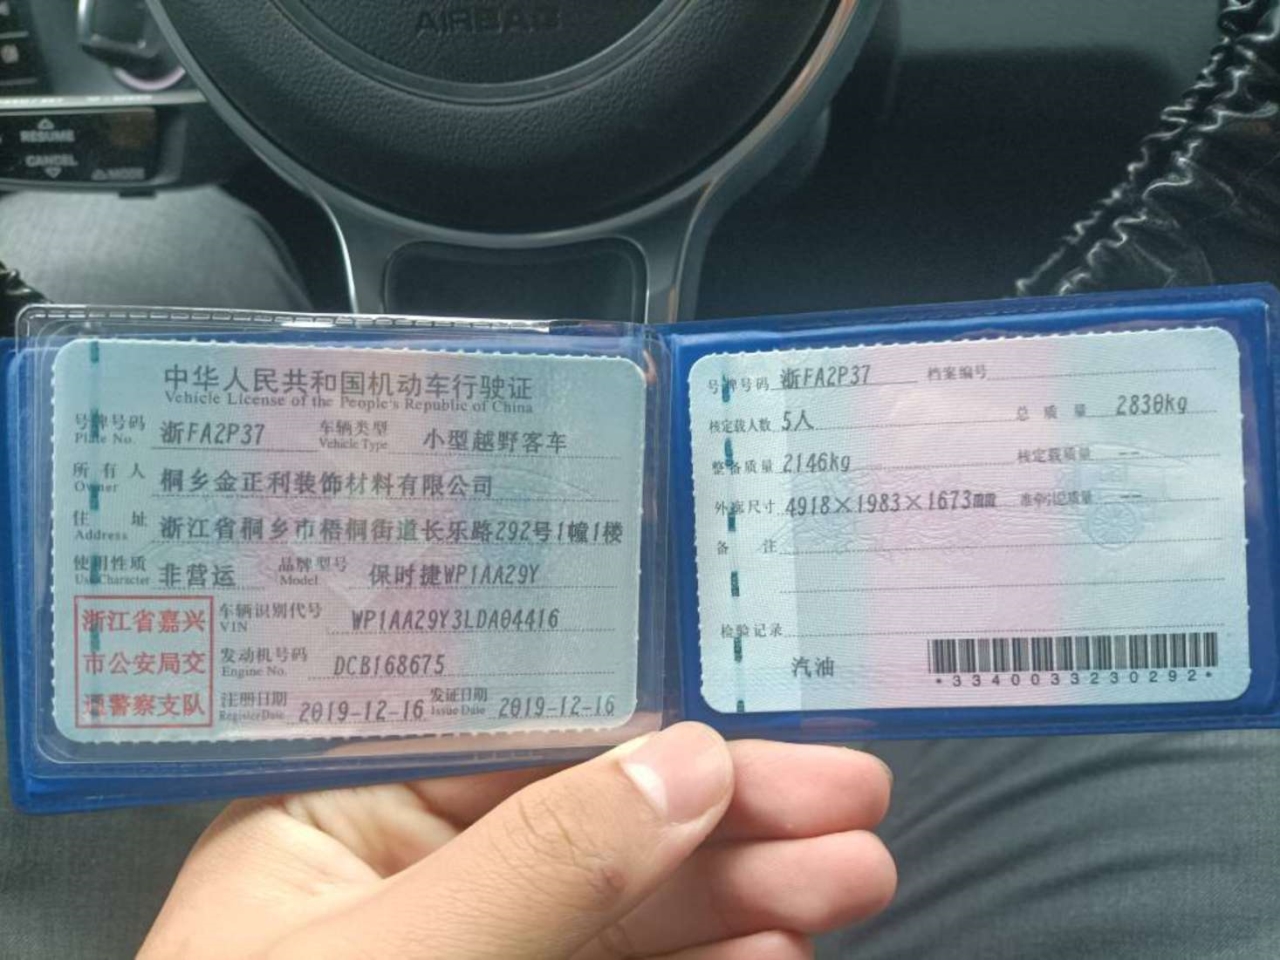 AIRBAG
RESUME
CANCEL
MODE
中华人民共和国机动车行驶证
Vehicle License of the People's Republic of China
号牌号码 浙FA2P37 车辆类型 小型越野客车
Plate No. Vehicle Type
所有人 桐乡金正利装饰材料有限公司
Owner
住址 浙江省桐乡市梧桐街道长乐路292号1幢1楼
Address
使用性质 非营运 品牌型号 保时捷WP1AA29Y
Use Character Model
浙江省嘉兴
市公安局交
通警察支队
车辆识别代号 WP1AA29Y3LDA04416
VIN
发动机号码 DCB168675
Engine No.
注册日期 2019-12-16 发证日期 2019-12-16
Register Date Issue Date
号牌号码 浙FA2P37 档案编号
核定载人数 5人 总质量 2830kg
整备质量 2146kg 核定载质量 --
外廓尺寸 4918×1983×1673mm 准牵引总质量 --
备注
检验记录
汽油
*3340033230292*